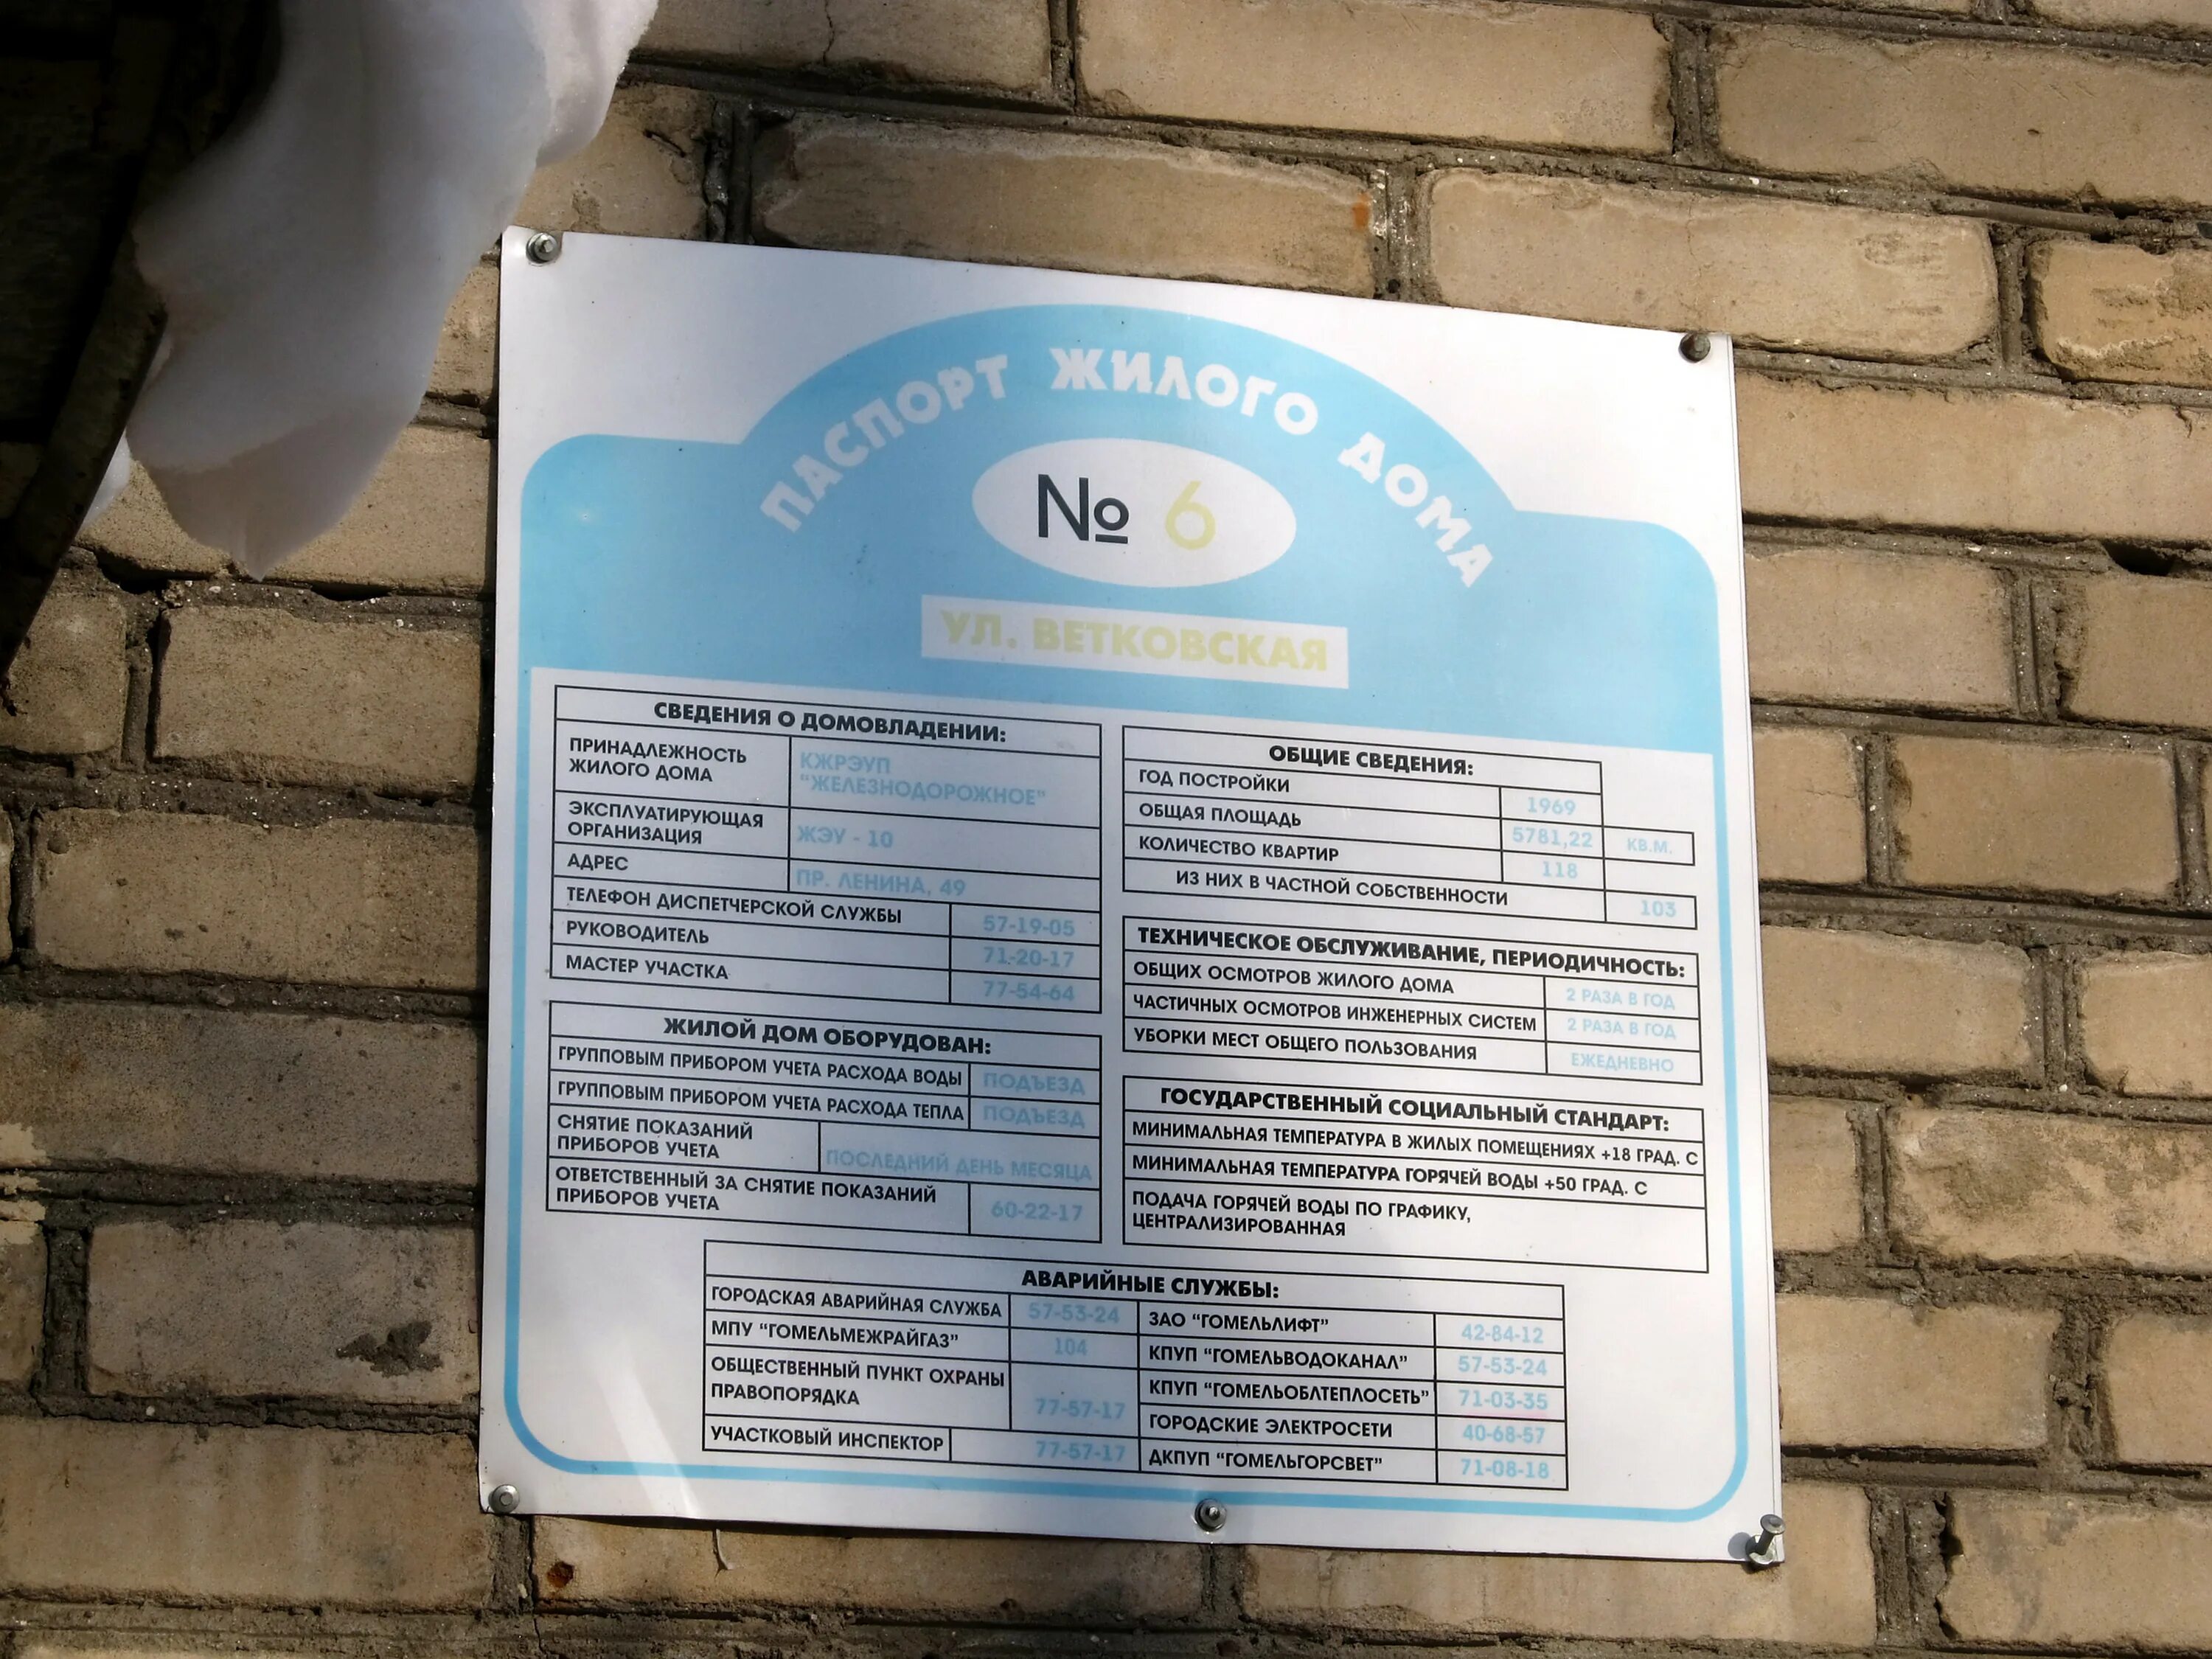 ПАСПОРТ ЖИЛОГО ДОМА
№ 6
УЛ. ВЕТКОВСКАЯ
СВЕДЕНИЯ О ДОМОВЛАДЕНИИ:
ПРИНАДЛЕЖНОСТЬ
ЖИЛОГО ДОМА
КЖРЭУП
"ЖЕЛЕЗНОДОРОЖНОЕ"
ЭКСПЛУАТИРУЮЩАЯ
ОРГАНИЗАЦИЯ
ЖЭУ - 10
АДРЕС
ПР. ЛЕНИНА, 49
ТЕЛЕФОН ДИСПЕТЧЕРСКОЙ СЛУЖБЫ 57-19-05
РУКОВОДИТЕЛЬ 71-20-17
МАСТЕР УЧАСТКА 77-54-64
ЖИЛОЙ ДОМ ОБОРУДОВАН:
ГРУППОВЫМ ПРИБОРОМ УЧЕТА РАСХОДА ВОДЫ ПОДЪЕЗД
ГРУППОВЫМ ПРИБОРОМ УЧЕТА РАСХОДА ТЕПЛА ПОДЪЕЗД
СНЯТИЕ ПОКАЗАНИЙ
ПРИБОРОВ УЧЕТА
ПОСЛЕДНИЙ ДЕНЬ МЕСЯЦА
ОТВЕТСТВЕННЫЙ ЗА СНЯТИЕ ПОКАЗАНИЙ
ПРИБОРОВ УЧЕТА
60-22-17
ОБЩИЕ СВЕДЕНИЯ:
ГОД ПОСТРОЙКИ 1969
ОБЩАЯ ПЛОЩАДЬ 5781,22 КВ.М.
КОЛИЧЕСТВО КВАРТИР 118
ИЗ НИХ В ЧАСТНОЙ СОБСТВЕННОСТИ 103
ТЕХНИЧЕСКОЕ ОБСЛУЖИВАНИЕ, ПЕРИОДИЧНОСТЬ:
ОБЩИХ ОСМОТРОВ ЖИЛОГО ДОМА 2 РАЗА В ГОД
ЧАСТИЧНЫХ ОСМОТРОВ ИНЖЕНЕРНЫХ СИСТЕМ 2 РАЗА В ГОД
УБОРКИ МЕСТ ОБЩЕГО ПОЛЬЗОВАНИЯ ЕЖЕДНЕВНО
ГОСУДАРСТВЕННЫЙ СОЦИАЛЬНЫЙ СТАНДАРТ:
МИНИМАЛЬНАЯ ТЕМПЕРАТУРА В ЖИЛЫХ ПОМЕЩЕНИЯХ +18 ГРАД. С
МИНИМАЛЬНАЯ ТЕМПЕРАТУРА ГОРЯЧЕЙ ВОДЫ +50 ГРАД. С
ПОДАЧА ГОРЯЧЕЙ ВОДЫ ПО ГРАФИКУ,
ЦЕНТРАЛИЗИРОВАННАЯ
АВАРИЙНЫЕ СЛУЖБЫ:
ГОРОДСКАЯ АВАРИЙНАЯ СЛУЖБА 57-53-24
МПУ "ГОМЕЛЬМЕЖРАЙГАЗ" 104
ОБЩЕСТВЕННЫЙ ПУНКТ ОХРАНЫ
ПРАВОПОРЯДКА
77-57-17
УЧАСТКОВЫЙ ИНСПЕКТОР 77-57-17
ЗАО "ГОМЕЛЬЛИФТ" 42-84-12
КПУП "ГОМЕЛЬВОДОКАНАЛ" 57-53-24
КПУП "ГОМЕЛЬОБЛТЕПЛОСЕТЬ" 71-03-35
ГОРОДСКИЕ ЭЛЕКТРОСЕТИ 40-68-57
ДКПУП "ГОМЕЛЬГОРСВЕТ" 71-08-18